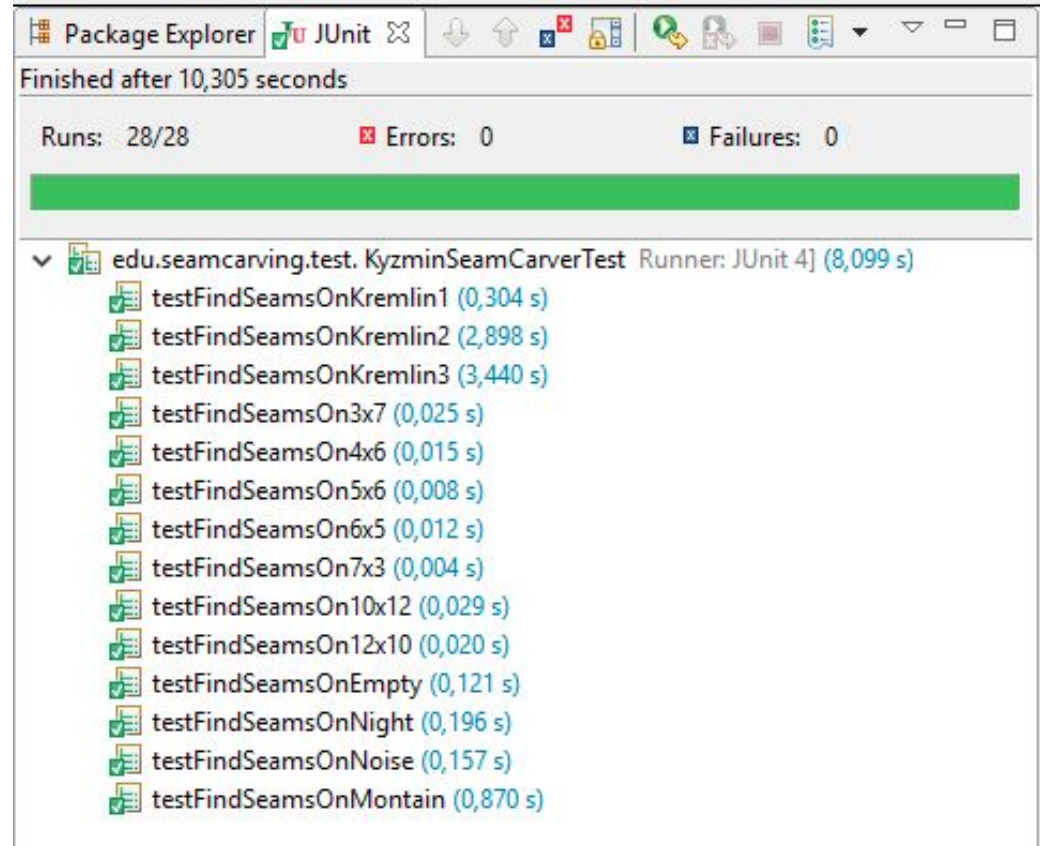 Package Explorer JUnit
Finished after 10,305 seconds
Runs: 28/28 Errors: 0 Failures: 0
edu.seamcarving.test. KyzminSeamCarverTest Runner: JUnit 4] (8,099 s)
testFindSeamsOnKremlin1 (0,304 s)
testFindSeamsOnKremlin2 (2,898 s)
testFindSeamsOnKremlin3 (3,440 s)
testFindSeamsOn3x7 (0,025 s)
testFindSeamsOn4x6 (0,015 s)
testFindSeamsOn5x6 (0,008 s)
testFindSeamsOn6x5 (0,012 s)
testFindSeamsOn7x3 (0,004 s)
testFindSeamsOn10x12 (0,029 s)
testFindSeamsOn12x10 (0,020 s)
testFindSeamsOnEmpty (0,121 s)
testFindSeamsOnNight (0,196 s)
testFindSeamsOnNoise (0,157 s)
testFindSeamsOnMontain (0,870 s)